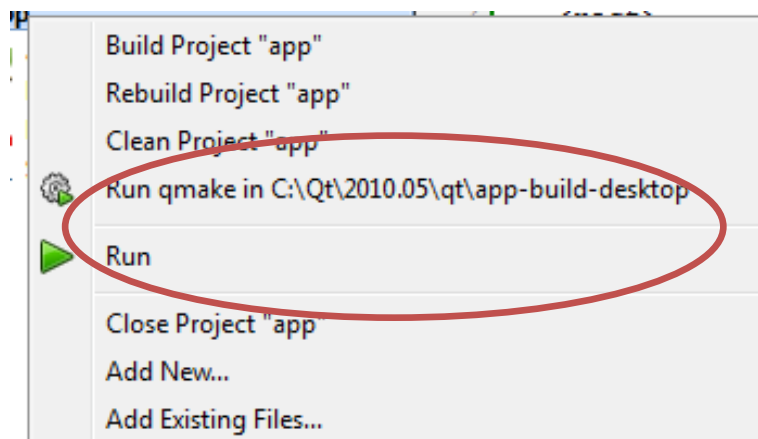 Build Project "app"
Rebuild Project "app"
Clean Project "app"
Run qmake in C:\Qt\2010.05\qt\app-build-desktop
Run
Close Project "app"
Add New...
Add Existing Files...